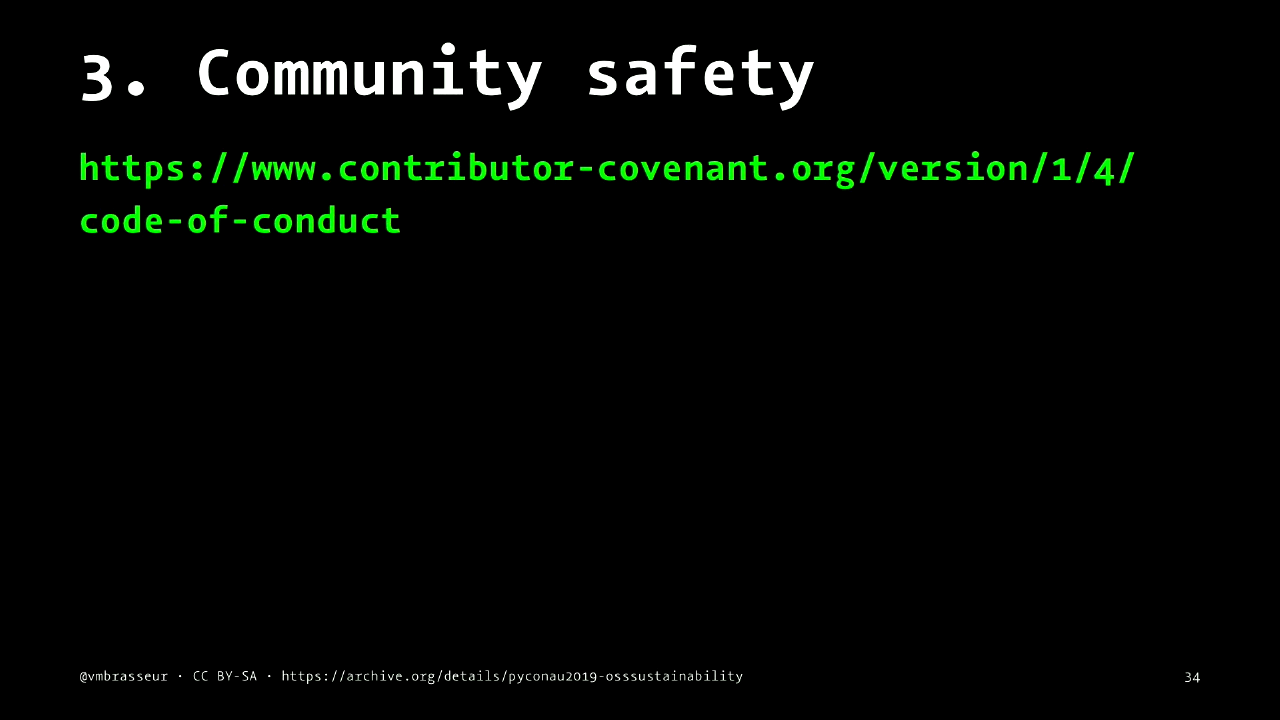 3. Community safety
https://www.contributor-covenant.org/version/1/4/
code-of-conduct
@vmbrasseur · CC BY-SA · https://archive.org/details/pyconau2019-osssustainability
34